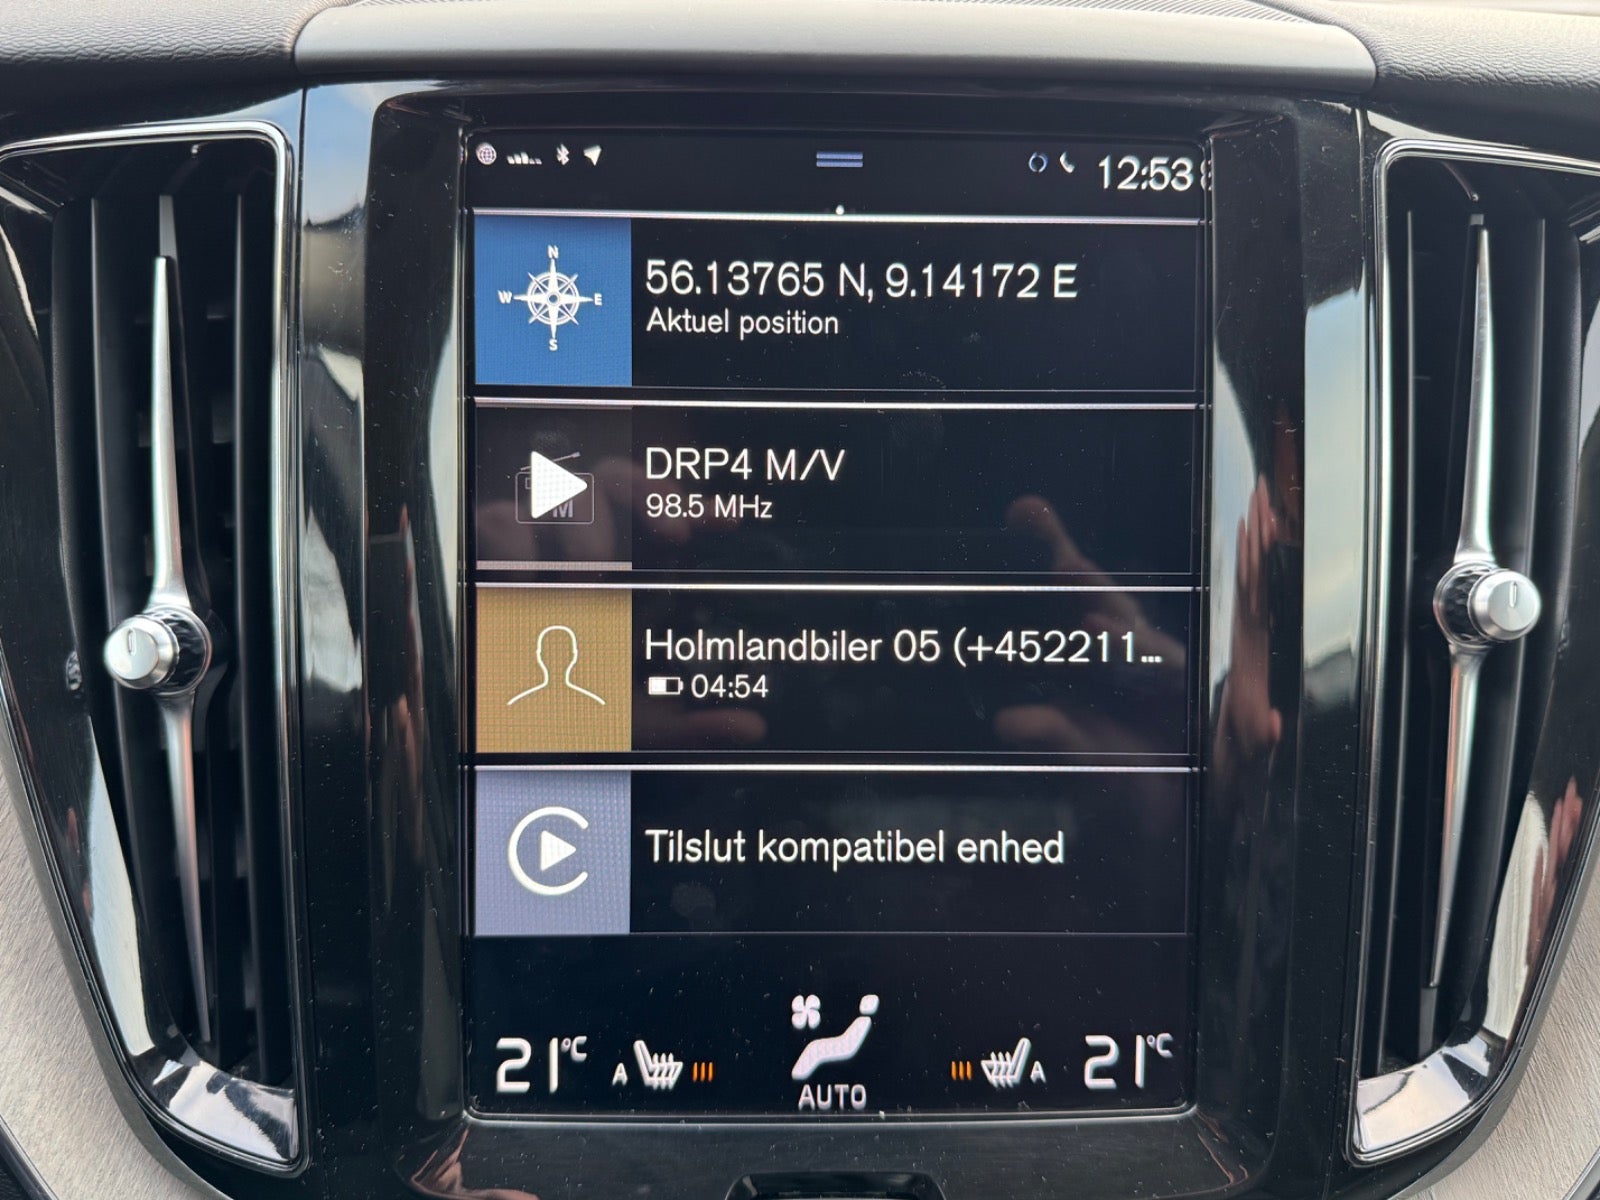 12:53
N
W E
S
56.13765 N, 9.14172 E
Aktuel position
DRP4 M/V
98.5 MHz
Holmlandbiler 05 (+452211...
04:54
Tilslut kompatibel enhed
21°C A A 21°C
AUTO